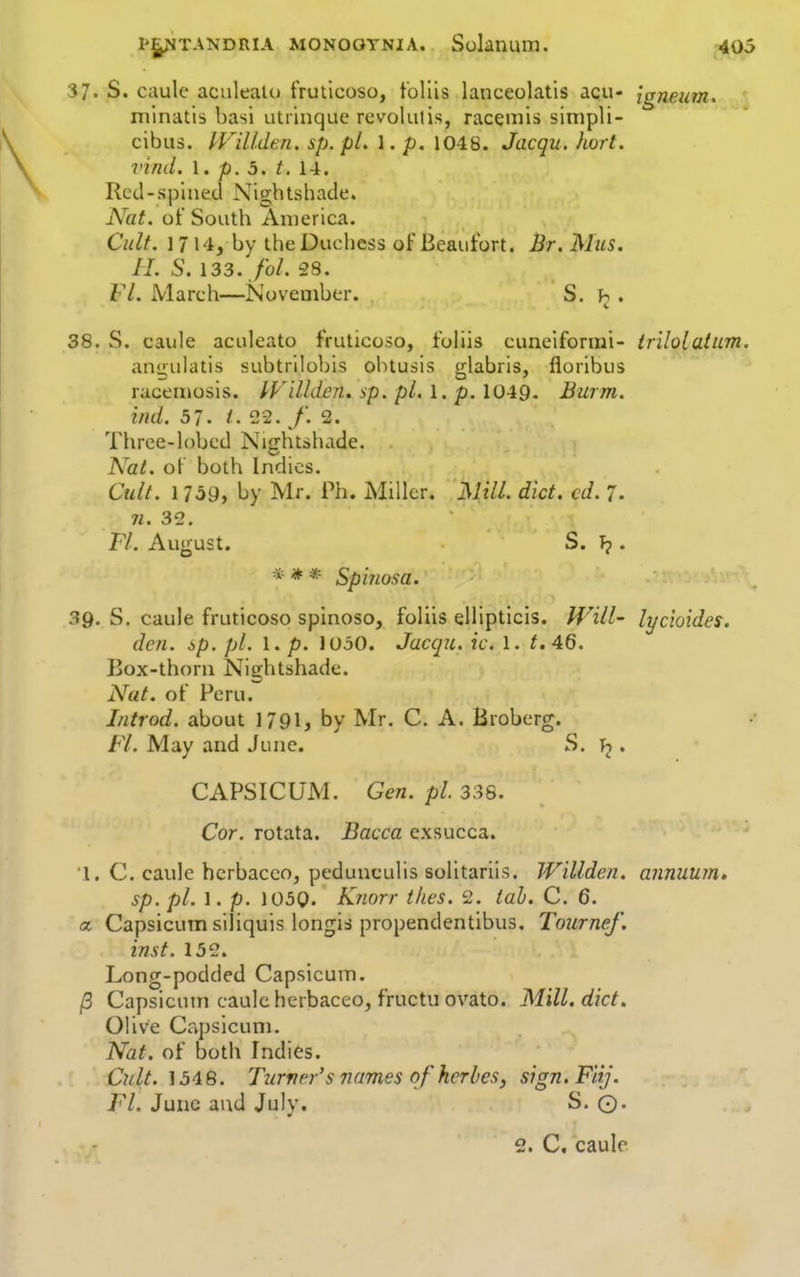 PENTANDRIA MONOGYNIA. Solanum. 405
37. S. caule aculeato fruticoso, foliis lanceolatis acu- igneum.
minatis basi utrinque revolutis, racemis simpli-
cibus. Willden. sp. pl. 1. p. 1048. Jacqu. hort.
vind. 1. p. 5. t. 14.
Red-spined Nightshade.
Nat. of South America.
Cult. 1714, by the Duchess of Beaufort. Br. Mus.
H. S. 133. fol. 28.
Fl. March—November. S. ♄.
38. S. caule aculeato fruticoso, foliis cuneiformi- trilobatum.
angulatis subtrilobis obtusis glabris, floribus
racemosis. Willden. sp. pl. 1. p. 1049. Burm.
ind. 57. t. 22. f. 2.
Three-lobed Nightshade.
Nat. of both Indies.
Cult. 1759, by Mr. Ph. Miller. Mill. dict. ed. 7.
n. 32.
Fl. August. S. ♄.
* * * Spinosa.
39. S. caule fruticoso spinoso, foliis ellipticis. Will- lycioides.
den. sp. pl. 1. p. 1050. Jacqu. ic. 1. t. 46.
Box-thorn Nightshade.
Nat. of Peru.
Introd. about 1791, by Mr. C. A. Broberg.
Fl. May and June. S. ♄.
CAPSICUM. Gen. pl. 338.
Cor. rotata. Bacca exsucca.
1. C. caule herbaceo, pedunculis solitariis. Willden. annuum.
sp. pl. 1. p. 1050. Knorr thes. 2. tab. C. 6.
α Capsicum siliquis longis propendentibus. Tournef.
inst. 152.
Long-podded Capsicum.
β Capsicum caule herbaceo, fructu ovato. Mill. dict.
Olive Capsicum.
Nat. of both Indies.
Cult. 1548. Turner's names of herbes, sign. Fiij.
Fl. June and July. S. ☉.
2. C. caule